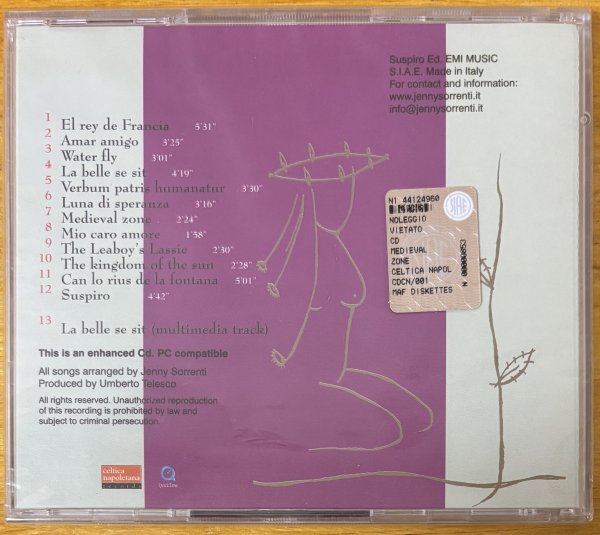 Suspiro Ed. EMI MUSIC
S.I.A.E. Made in Italy
For contact and information:
www.jennysorrenti.it
info@jennysorrenti.it
1 El rey de Francia 5'31"
2 Amar amigo 3'25"
3 Water fly 3'01"
4 La belle se sit 4'19"
5 Verbum patris humanatur 3'30"
6 Luna di speranza 3'16"
7 Medieval zone 2'24"
8 Mio caro amore 1'58"
9 The Leaboy's Lassie 2'30"
10 The kingdom of the sun 2'28"
11 Can lo rius de la fontana 5'01"
12 Suspiro 4'42"
13 La belle se sit (multimedia track)
This is an enhanced Cd. PC compatible
All songs arranged by Jenny Sorrenti
Produced by Umberto Telesco
All rights reserved. Unauthorized reproduction
of this recording is prohibited by law and
subject to criminal persecution.
celtica
napoletana
records
QuickTime
N1 44124960
NOLEGGIO
VIETATO
CD
MEDIEVAL
ZONE
CELTICA NAPOL
CDCN/001
MAF DISKETTES
N 000000953
SIAE